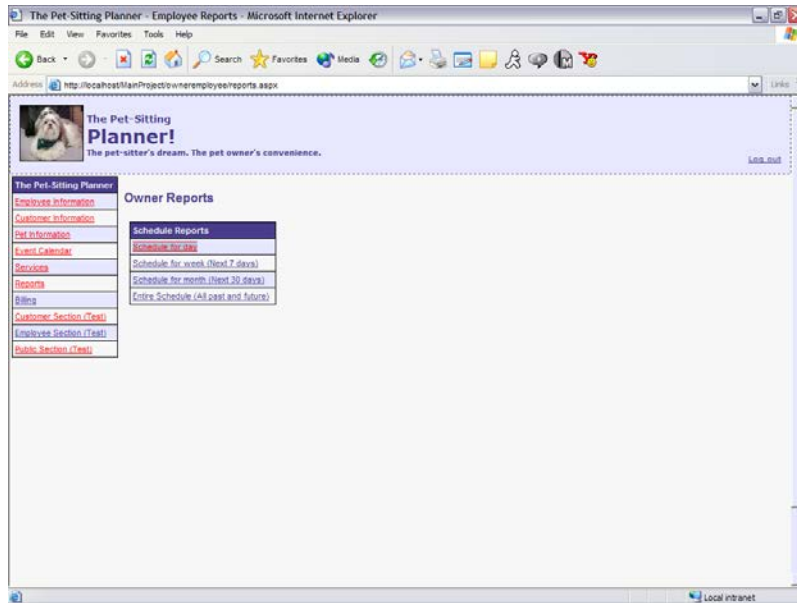 The Pet-Sitting Planner - Employee Reports - Microsoft Internet Explorer
File Edit View Favorites Tools Help
Back Search Favorites Media
Address http://localhost/MainProject/owneremployee/reports.aspx Links
The Pet-Sitting
Planner!
The pet-sitter's dream. The pet owner's convenience.
Log out
The Pet-Sitting Planner
Employee Information
Customer Information
Pet Information
Event Calendar
Services
Reports
Billing
Customer Section (Test)
Employee Section (Test)
Public Section (Test)
Owner Reports
Schedule Reports
Schedule for day
Schedule for week (Next 7 days)
Schedule for month (Next 30 days)
Entire Schedule (All past and future)
Local intranet